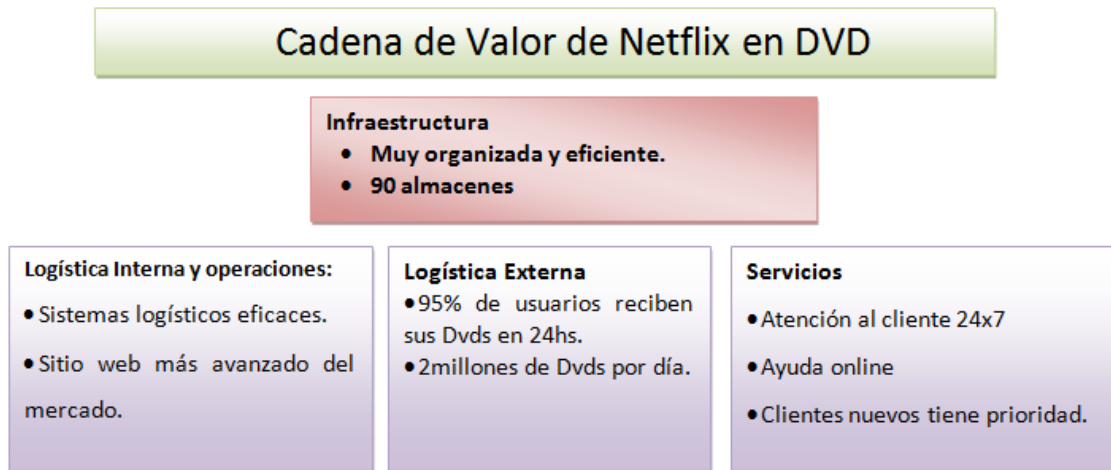 Cadena de Valor de Netflix en DVD
Infraestructura
• Muy organizada y eficiente.
• 90 almacenes
Logística Interna y operaciones:
• Sistemas logísticos eficaces.
• Sitio web más avanzado del
mercado.
Logística Externa
• 95% de usuarios reciben
sus Dvds en 24hs.
• 2millones de Dvds por día.
Servicios
• Atención al cliente 24x7
• Ayuda online
• Clientes nuevos tiene prioridad.